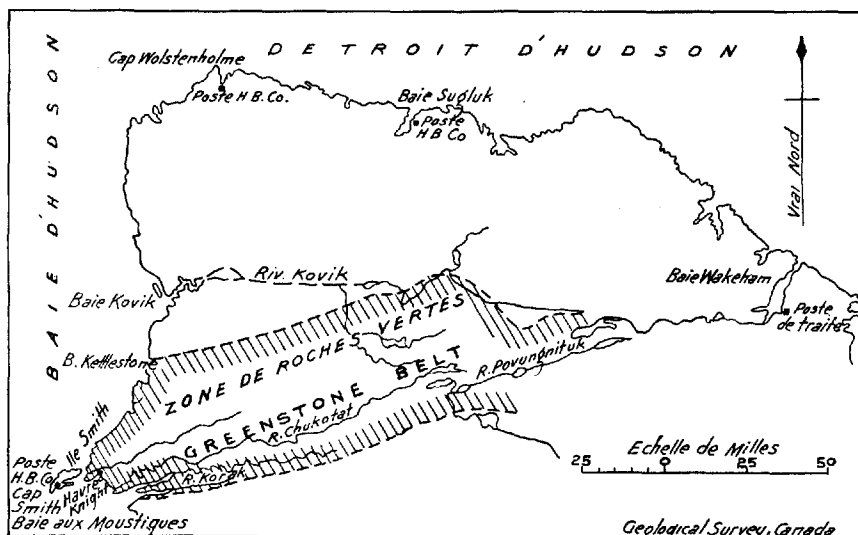 DETROIT D'HUDSON
BAIE D'HUDSON
Cap Wolstenholme
Poste H.B.Co.
Baie Sugluk
Poste
H B Co
Vrai Nord
Riv. Kovik
Baie Kovik
Baie Wakeham
Poste
de traite
B. Kettlestone
ZONE DE ROCHES VERTES
GREENSTONE BELT
R. Povungnituk
R. Chukotat
Ile Smith
Poste
H.B.Co
Cap
Smith
Havre
Knight
R. Korak
Baie aux Moustiques
Echelle de Milles
25 0 25 50
Geological Survey, Canada